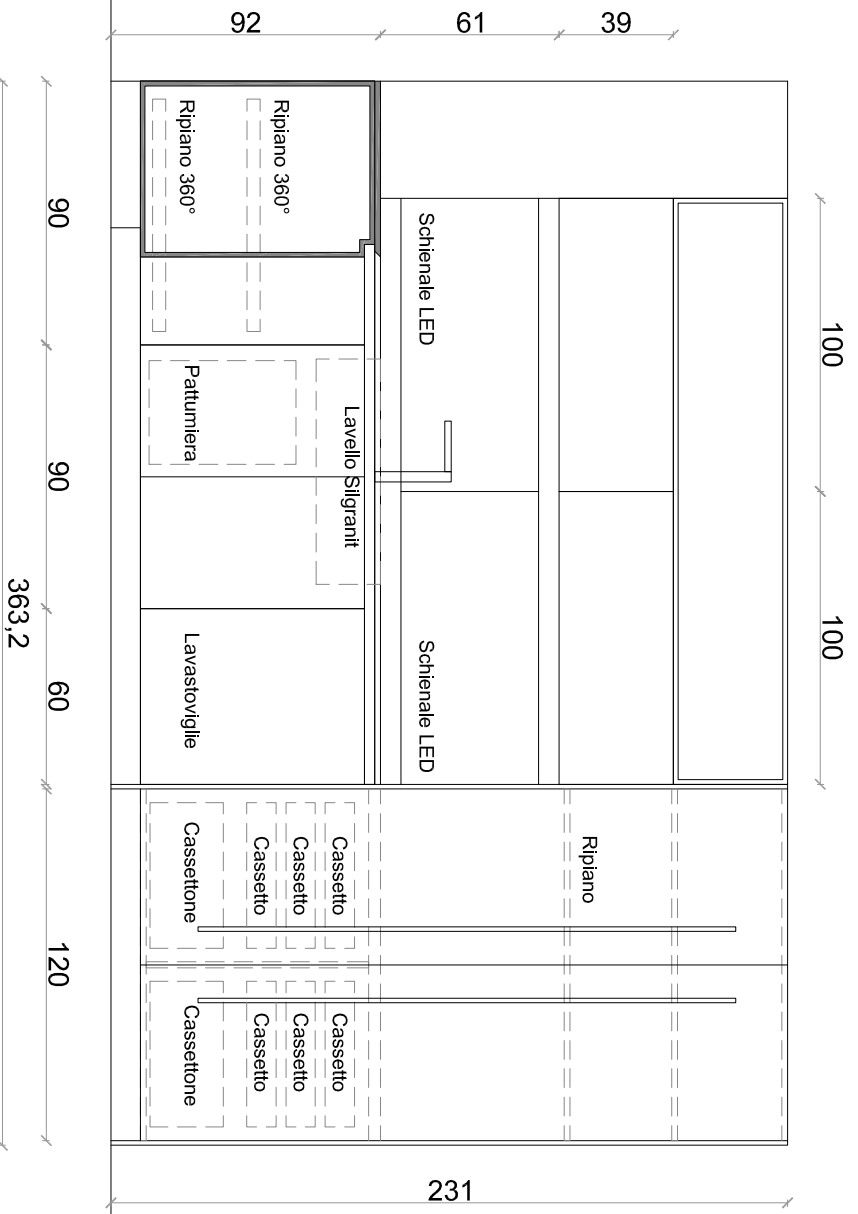 92
61
39
Ripiano 360°
Ripiano 360°
90
Schienale LED
100
Pattumiera
Lavello Silgranit
90
363,2
Lavastoviglie
60
Schienale LED
100
Cassettone
Cassetto
Cassetto
Cassetto
Ripiano
120
Cassettone
Cassetto
Cassetto
Cassetto
231